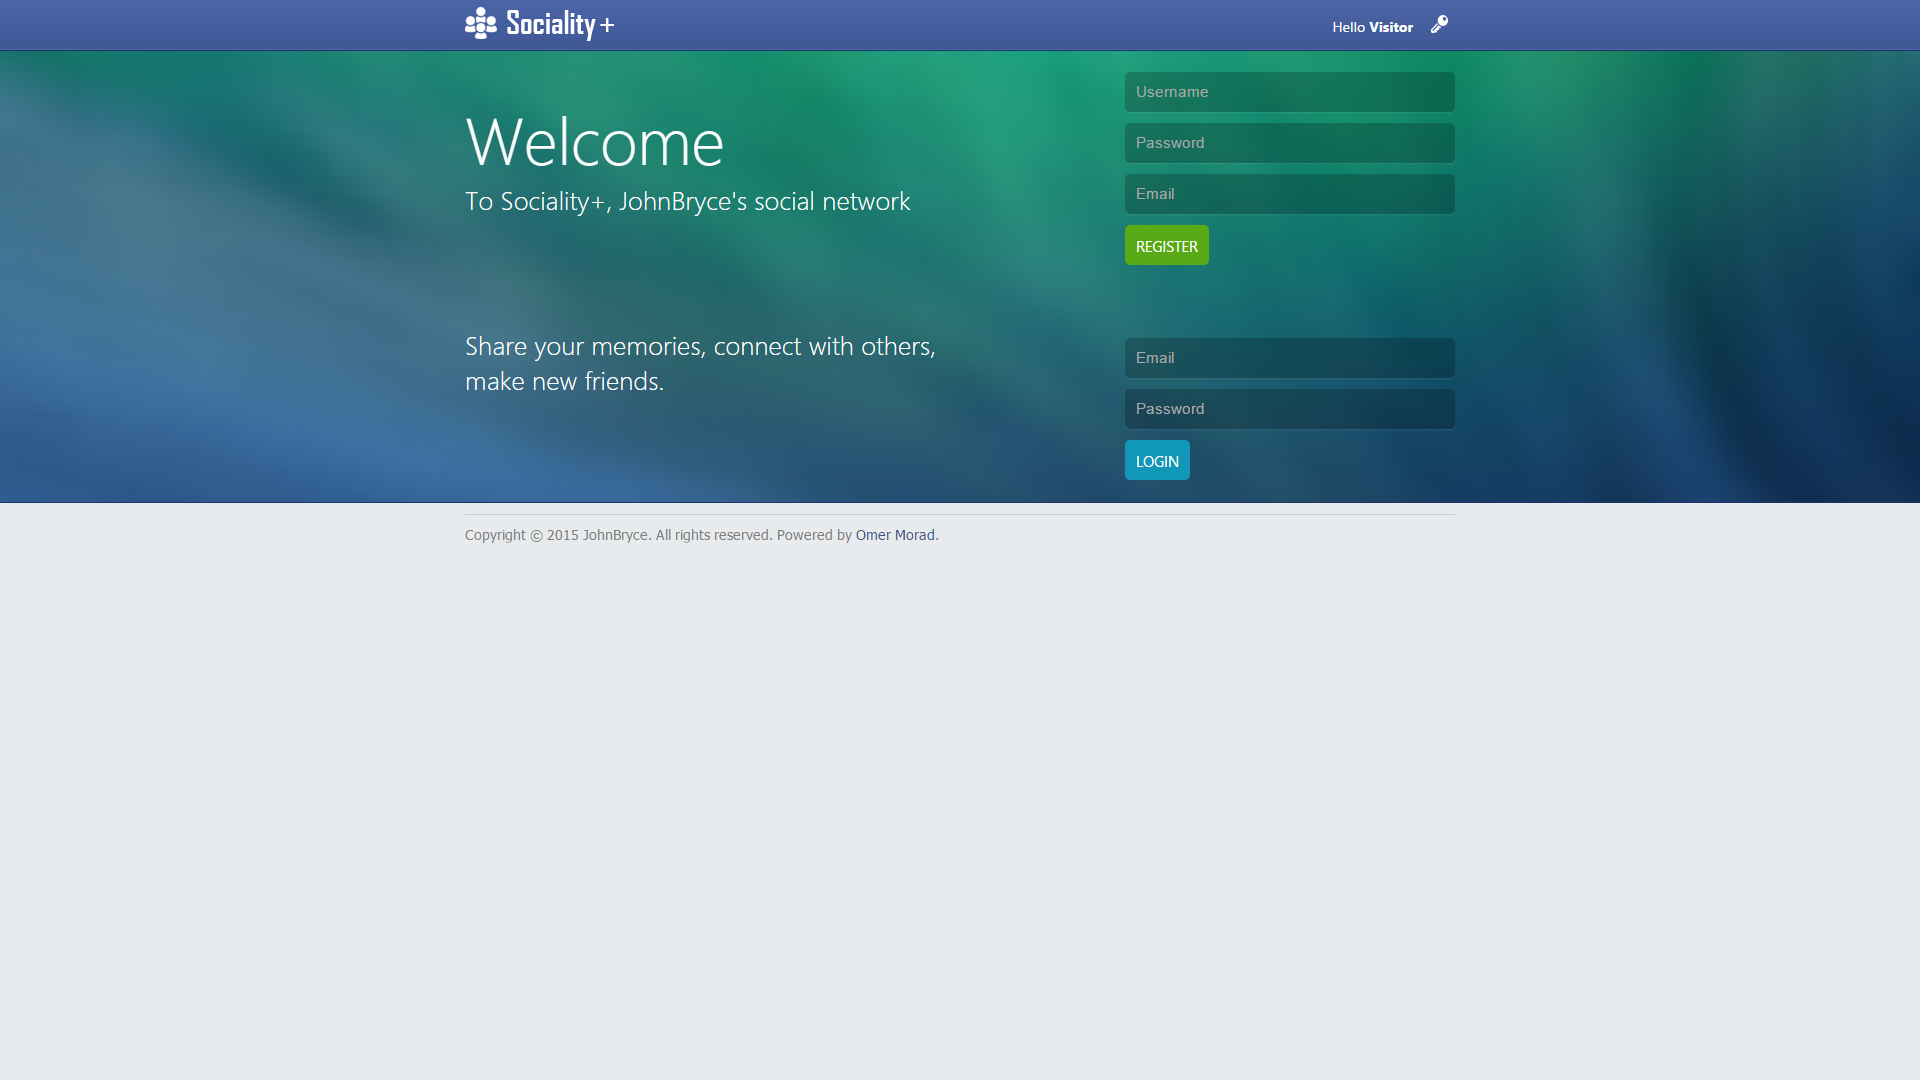 Sociality+
Hello Visitor
Welcome
To Sociality+, JohnBryce's social network
Username
Password
Email
REGISTER
Share your memories, connect with others,
make new friends.
Email
Password
LOGIN
Copyright © 2015 JohnBryce. All rights reserved. Powered by Omer Morad.